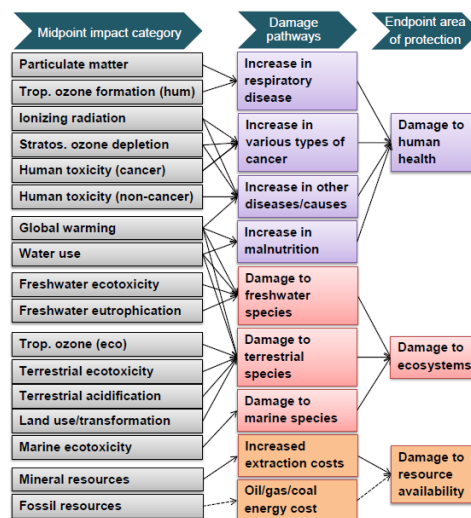 Midpoint impact category
Damage
pathways
Endpoint area
of protection
Particulate matter
Trop. ozone formation (hum)
Ionizing radiation
Stratos. ozone depletion
Human toxicity (cancer)
Human toxicity (non-cancer)
Global warming
Water use
Freshwater ecotoxicity
Freshwater eutrophication
Trop. ozone (eco)
Terrestrial ecotoxicity
Terrestrial acidification
Land use/transformation
Marine ecotoxicity
Mineral resources
Fossil resources
Increase in
respiratory
disease
Increase in
various types of
cancer
Increase in other
diseases/causes
Increase in
malnutrition
Damage to
freshwater
species
Damage to
terrestrial
species
Damage to
marine species
Increased
extraction costs
Oil/gas/coal
energy cost
Damage to
human
health
Damage to
ecosystems
Damage to
resource
availability